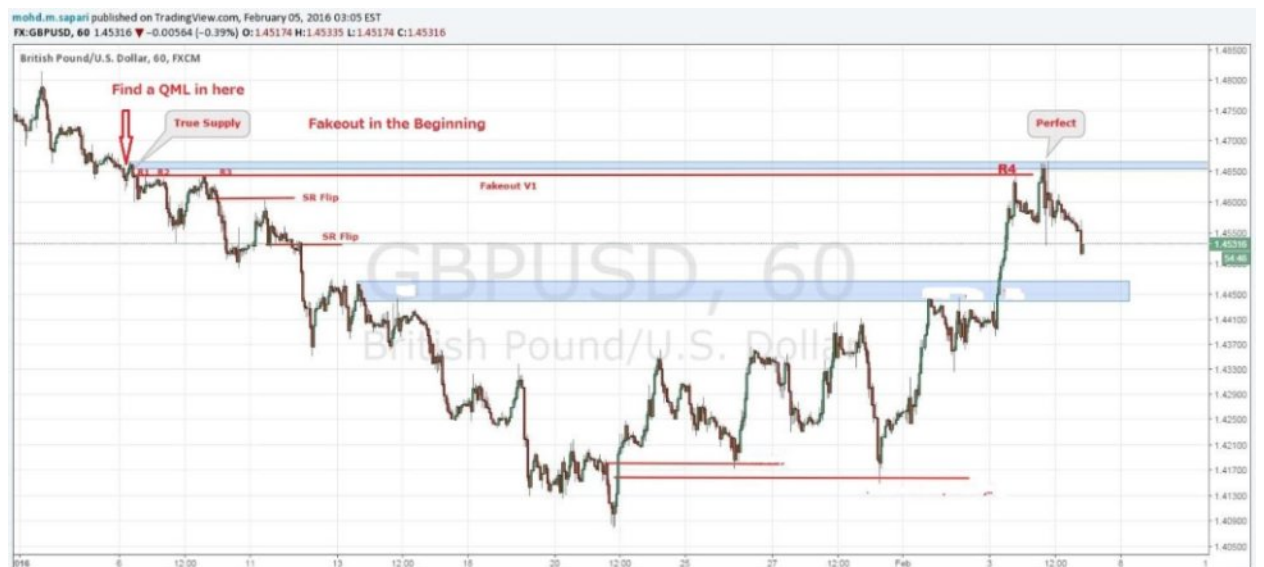 mohd.m.sapari published on TradingView.com, February 05, 2016 03:05 EST
FX:GBPUSD, 60 1.45316 ▼ −0.00564 (−0.39%) O:1.45174 H:1.45335 L:1.45174 C:1.45316
British Pound/U.S. Dollar, 60, FXCM
Find a QML in here
True Supply
Fakeout in the Beginning
Perfect
R1 R2 R3
R4
Fakeout V1
SR Flip
SR Flip
GBPUSD, 60
British Pound/U.S. Dollar
1.48500
1.48000
1.47500
1.47000
1.46500
1.46000
1.45500
1.45316
54:46
1.44500
1.44100
1.43700
1.43300
1.42900
1.42500
1.42100
1.41700
1.41300
1.40900
1.40500
016 6 12:00 11 13 12:00 18 20 12:00 25 27 12:00 Feb 3 12:00 8 1